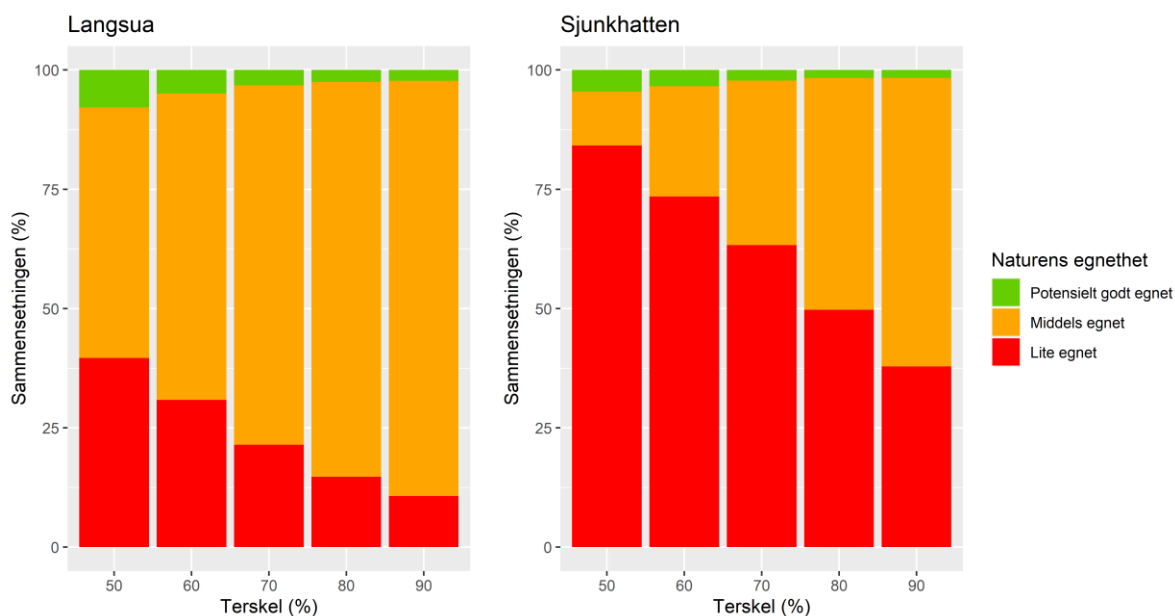 Langsua
Sammensetningen (%)
100
75
50
25
0
50 60 70 80 90
Terskel (%)
Sjunkhatten
Sammensetningen (%)
100
75
50
25
0
50 60 70 80 90
Terskel (%)
Naturens egnethet
Potensielt godt egnet
Middels egnet
Lite egnet